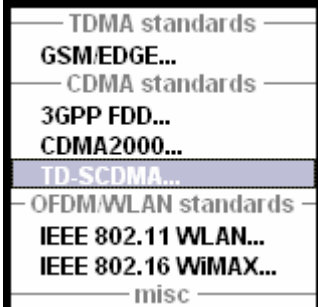 TDMA standards
GSM/EDGE...
CDMA standards
3GPP FDD...
CDMA2000...
TD-SCDMA...
OFDM/WLAN standards
IEEE 802.11 WLAN...
IEEE 802.16 WiMAX...
misc